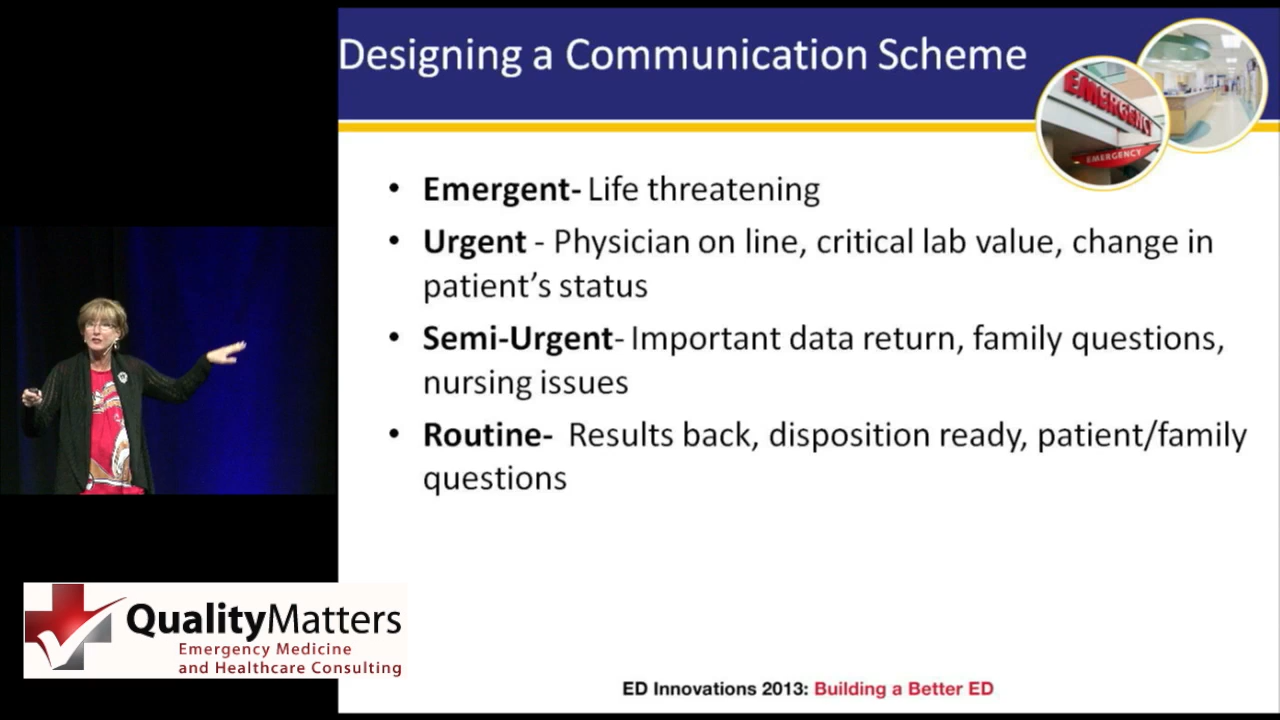 Designing a Communication Scheme
EMERGENCY
EMERGENCY
• Emergent- Life threatening
• Urgent - Physician on line, critical lab value, change in
patient’s status
• Semi-Urgent- Important data return, family questions,
nursing issues
• Routine- Results back, disposition ready, patient/family
questions
QualityMatters
Emergency Medicine
and Healthcare Consulting
ED Innovations 2013: Building a Better ED